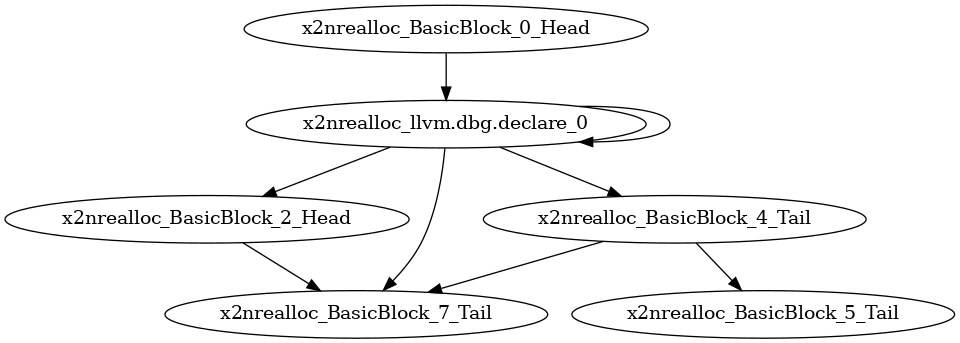 x2nrealloc_BasicBlock_0_Head
x2nrealloc_llvm.dbg.declare_0
x2nrealloc_BasicBlock_2_Head
x2nrealloc_BasicBlock_4_Tail
x2nrealloc_BasicBlock_7_Tail
x2nrealloc_BasicBlock_5_Tail